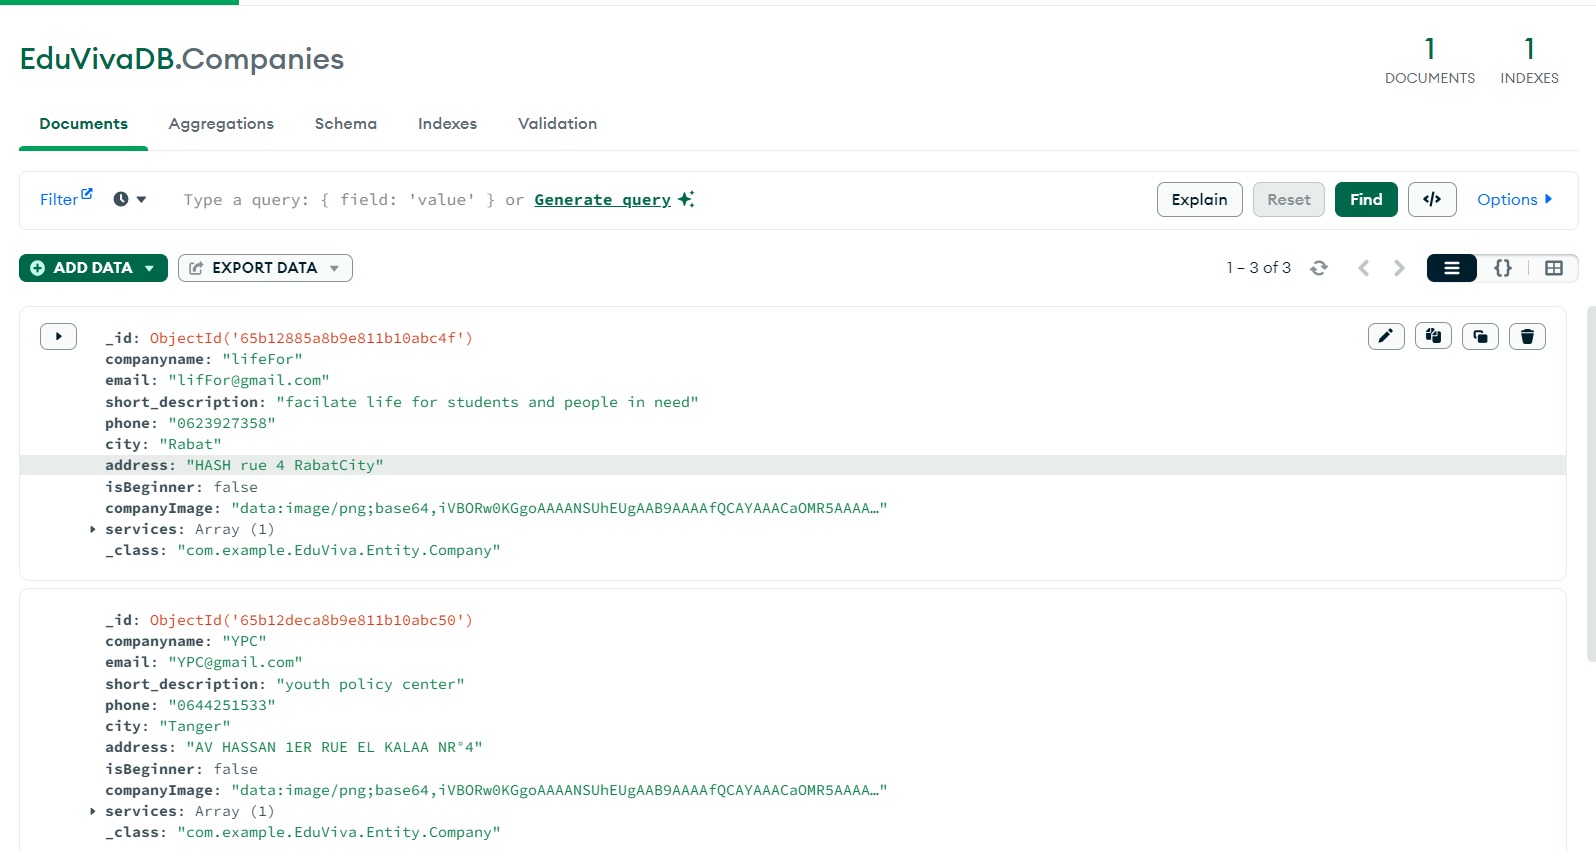 EduVivaDB.Companies
1 DOCUMENTS
1 INDEXES
Documents Aggregations Schema Indexes Validation
Filter Type a query: { field: 'value' } or Generate query Explain Reset Find </> Options
ADD DATA EXPORT DATA 1 – 3 of 3 {}
_id: ObjectId('65b12885a8b9e811b10abc4f')
companyname: "lifeFor"
email: "lifFor@gmail.com"
short_description: "facilate life for students and people in need"
phone: "0623927358"
city: "Rabat"
address: "HASH rue 4 RabatCity"
isBeginner: false
companyImage: "data:image/png;base64,iVBORw0KGgoAAAANSUhEUgAAB9AAAAfQCAYAAACaOMR5AAAA…"
services: Array (1)
_class: "com.example.EduViva.Entity.Company"
_id: ObjectId('65b12deca8b9e811b10abc50')
companyname: "YPC"
email: "YPC@gmail.com"
short_description: "youth policy center"
phone: "0644251533"
city: "Tanger"
address: "AV HASSAN 1ER RUE EL KALAA NR°4"
isBeginner: false
companyImage: "data:image/png;base64,iVBORw0KGgoAAAANSUhEUgAAB9AAAAfQCAYAAACaOMR5AAAA…"
services: Array (1)
_class: "com.example.EduViva.Entity.Company"